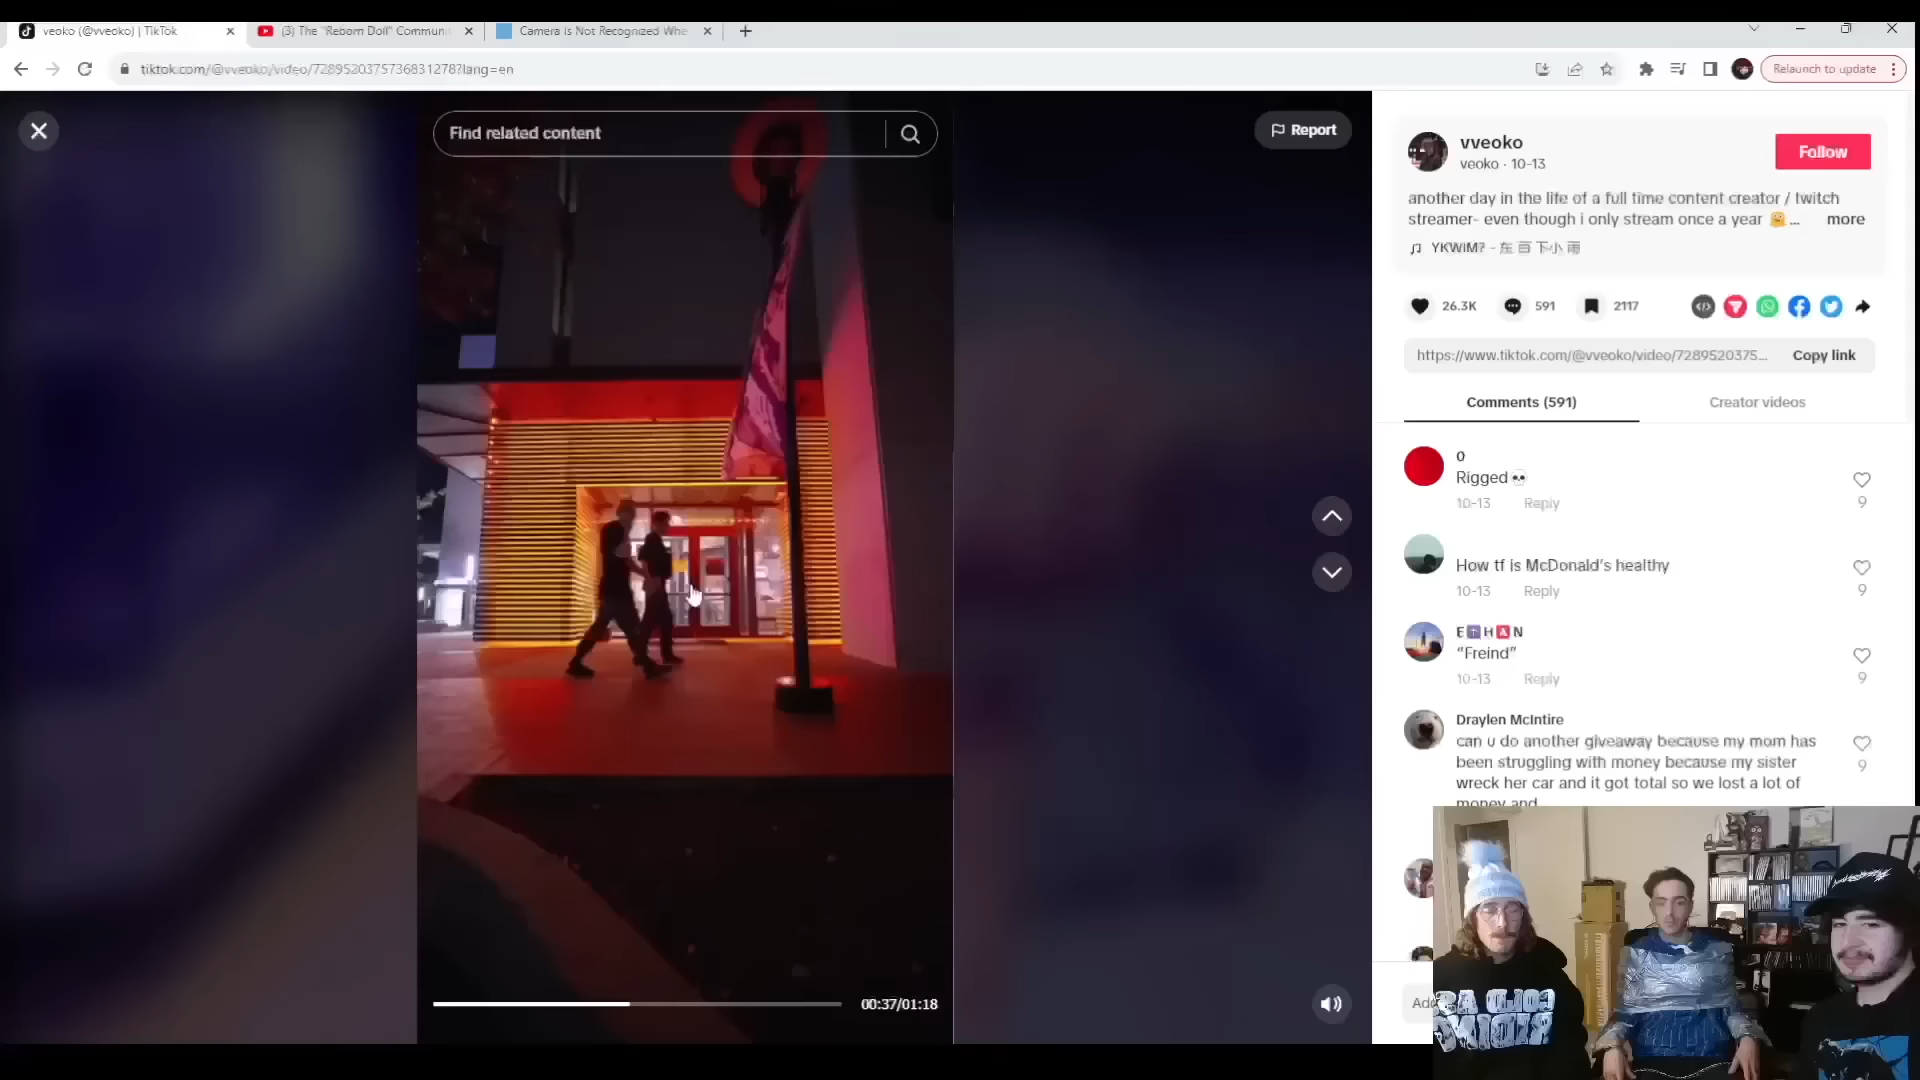 veoko (@vveoko) | TikTok
(3) The "Reborn Doll" Commun
Camera Is Not Recognized Whe
tiktok.com/@vveoko/video/7289520375736831278?lang=en
Relaunch to update
Find related content
Report
vveoko
veoko · 10-13
Follow
another day in the life of a full time content creator / twitch
streamer- even though i only stream once a year 🤗 ... more
26.3K
591
2117
https://www.tiktok.com/@vveoko/video/7289520375...
Copy link
Comments (591)
Creator videos
0
Rigged💀
10-13 Reply
9
How tf is McDonald's healthy
10-13 Reply
9
E🇹H🅰N
"Freind"
10-13 Reply
9
Draylen McIntire
can u do another giveaway because my mom has
been struggling with money because my sister
wreck her car and it got total so we lost a lot of
money and
9
00:37/01:18